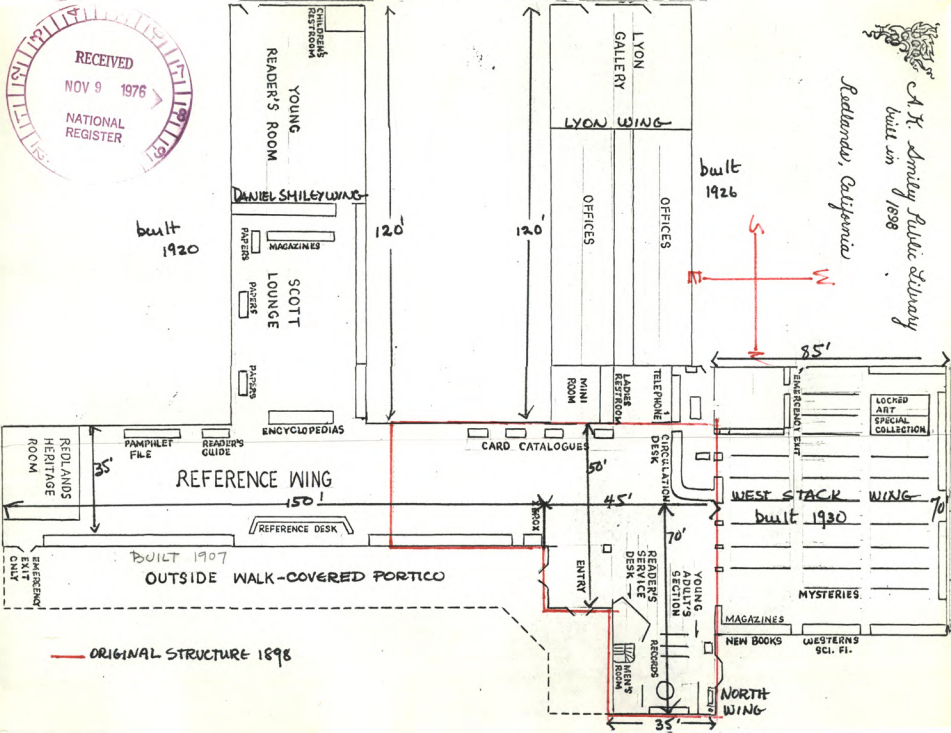 RECEIVED
NOV 9 1976
NATIONAL
REGISTER
A.K. Smiley Public Library
built in 1898
Redlands, California
CHILDREN'S
RESTROOM
YOUNG
READER'S ROOM
DANIEL SMILEY WING
built
1920
PAPERS
MAGAZINES
PAPERS
SCOTT
LOUNGE
PAPERS
ENCYCLOPEDIAS
120'
120'
LYON
GALLERY
LYON WING
OFFICES
OFFICES
built
1926
MINI
ROOM
LADIES
RESTROOM
TELEPHONE
S
E
W
N
85'
EMERGENCY EXIT
LOCKED
ART
SPECIAL
COLLECTION
WEST STACK WING
built 1930
70'
MYSTERIES
MAGAZINES
NEW BOOKS
WESTERNS
SCI. FI.
REDLANDS
HERITAGE
ROOM
35'
PAMPHLET
FILE
READER'S
GUIDE
REFERENCE WING
150'
REFERENCE DESK
CARD CATALOGUES
50'
CIRCULATION
DESK
45'
70'
XEROX
ENTRY
READER'S
SERVICE
DESK
YOUNG
ADULT'S
SECTION
RECORDS
MEN'S
ROOM
NORTH
WING
35'
EMERGENCY
EXIT
ONLY
BUILT 1907
OUTSIDE WALK-COVERED PORTICO
ORIGINAL STRUCTURE 1898